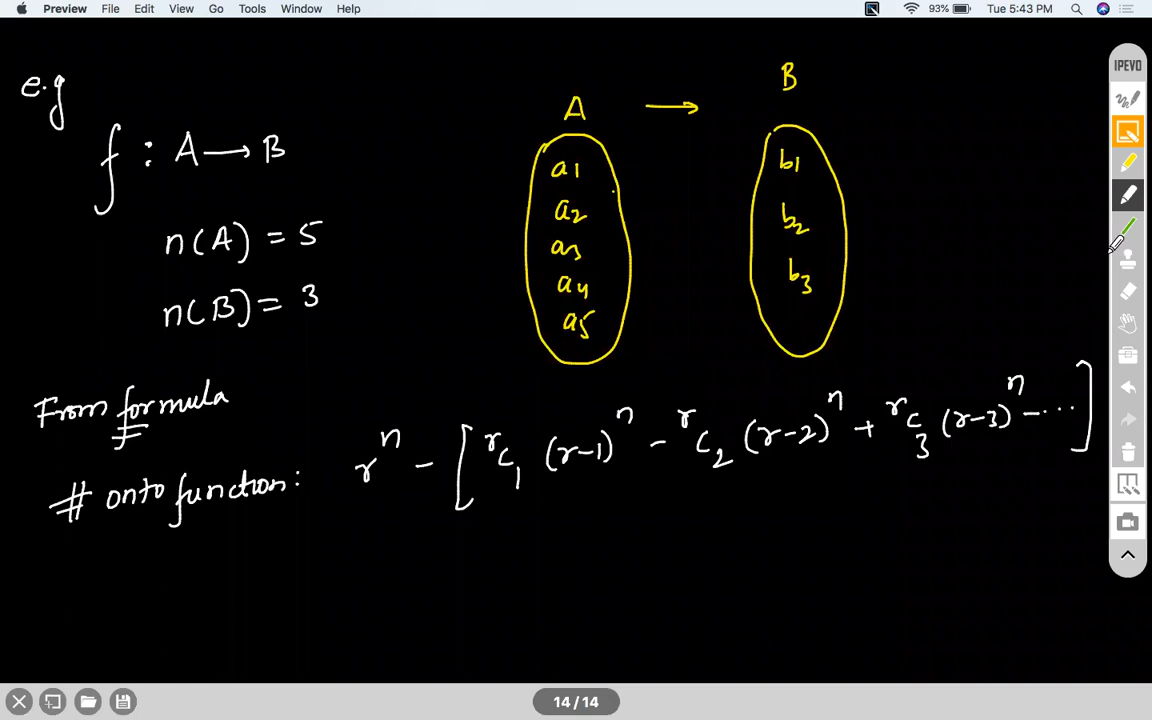 Preview File Edit View Go Tools Window Help 93% Tue 5:43 PM
e.g
f : A → B
n(A) = 5
n(B) = 3
A → B
a1
a2
a3
a4
a5
b1
b2
b3
IPEVO
From formula
# onto function: rⁿ - [ ʳC₁ (r-1)ⁿ - ʳC₂ (r-2)ⁿ + ʳC₃ (r-3)ⁿ - ... ]
14/14